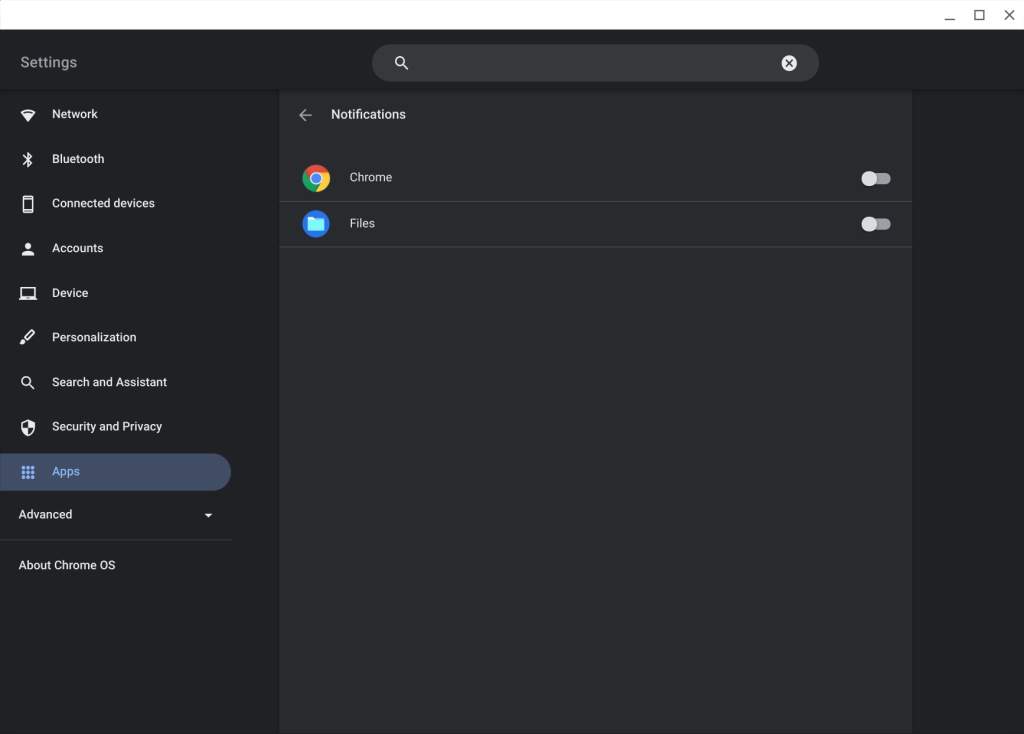 Settings
Network
Bluetooth
Connected devices
Accounts
Device
Personalization
Search and Assistant
Security and Privacy
Apps
Advanced
About Chrome OS
Notifications
Chrome
Files